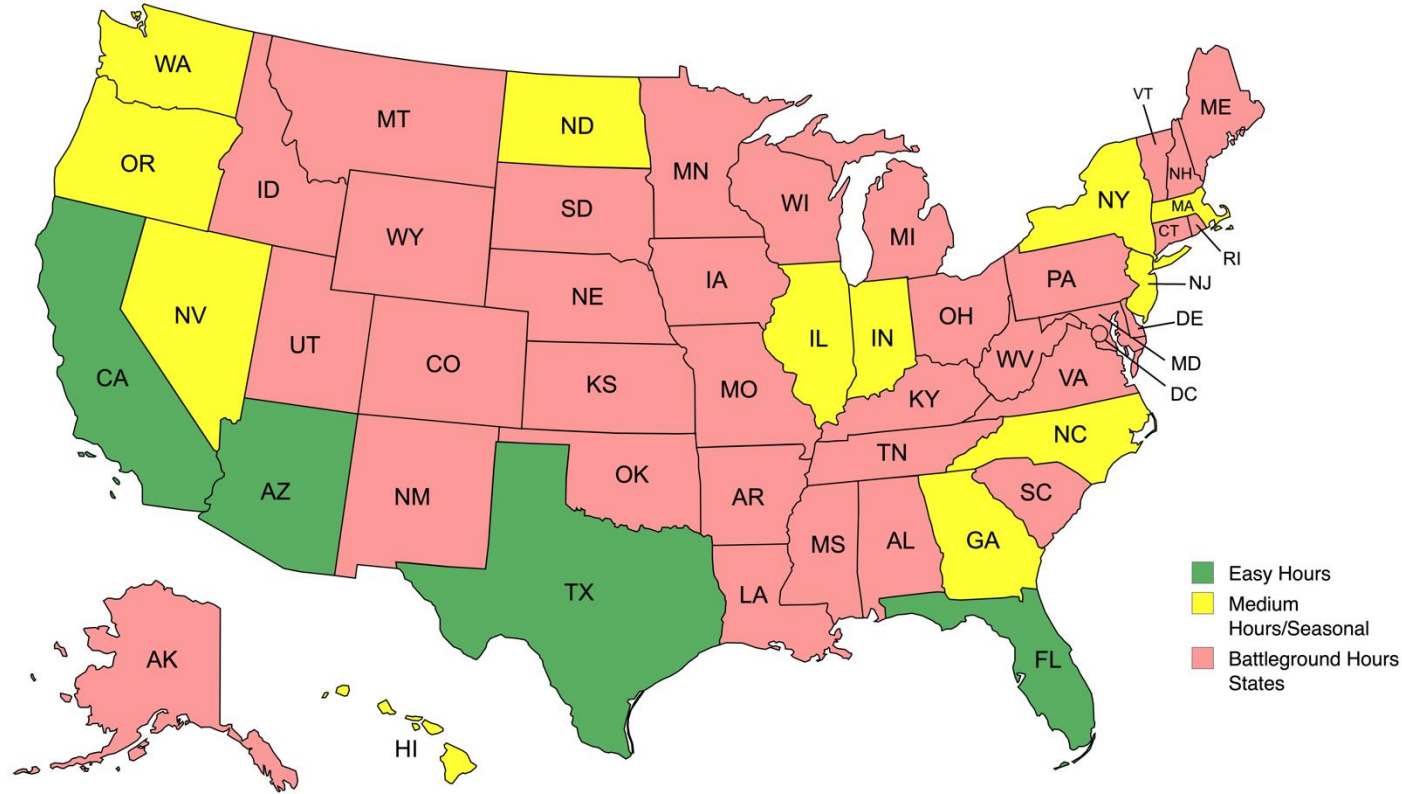 WA
MT
ND
MN
OR
ID
SD
WI
MI
VT
ME
NH
NY
MA
CT
RI
WY
IA
NE
PA
NJ
NV
UT
CO
IL
IN
OH
DE
WV
MD
VA
DC
CA
KS
MO
KY
NC
TN
AZ
NM
OK
AR
SC
MS
AL
GA
TX
LA
FL
AK
HI
Easy Hours
Medium
Hours/Seasonal
Battleground Hours
States